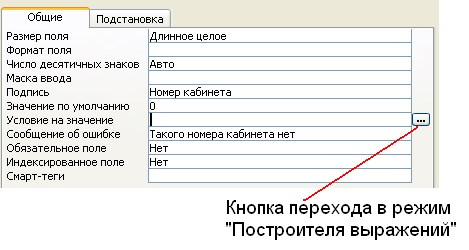 Общие Подстановка
Размер поля Длинное целое
Формат поля
Число десятичных знаков Авто
Маска ввода
Подпись Номер кабинета
Значение по умолчанию 0
Условие на значение ...
Сообщение об ошибке Такого номера кабинета нет
Обязательное поле Нет
Индексированное поле Нет
Смарт-теги
Кнопка перехода в режим
"Построителя выражений"